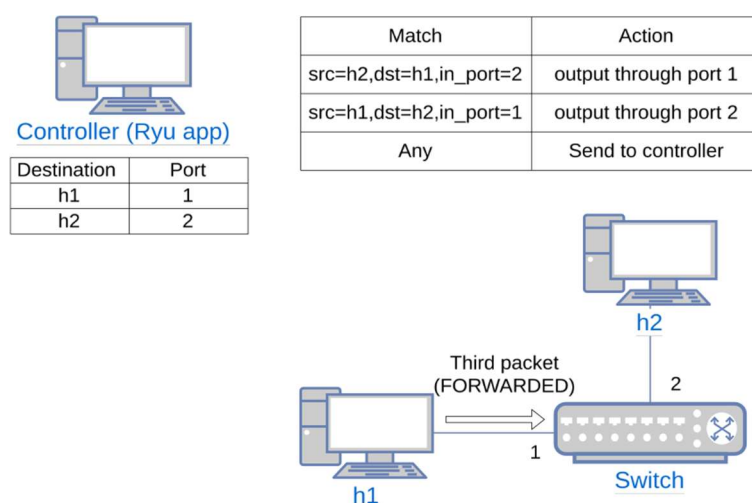 Match Action
src=h2,dst=h1,in_port=2 output through port 1
src=h1,dst=h2,in_port=1 output through port 2
Any Send to controller
Controller (Ryu app)
Destination Port
h1 1
h2 2
h2
Third packet
(FORWARDED)
2
1
Switch
h1